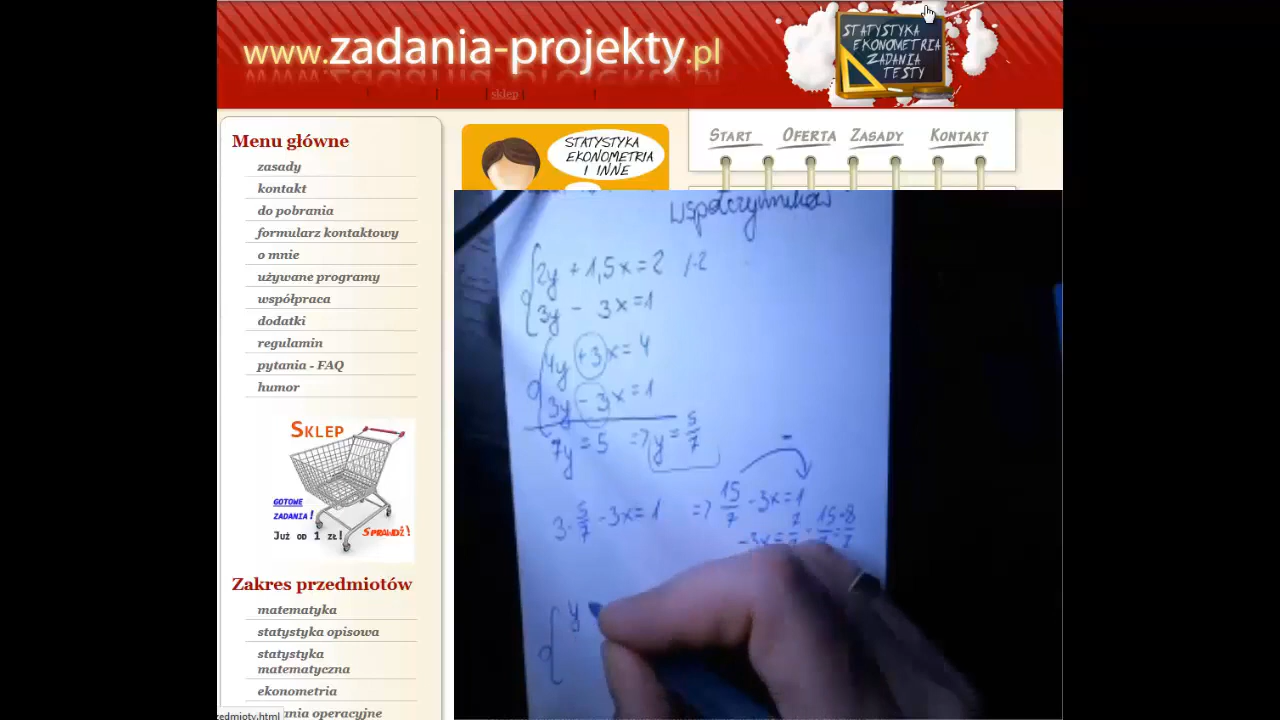 www.zadania-projekty.pl
STATYSTYKA
EKONOMETRIA
ZADANIA
TESTY
sklep
Menu główne
zasady
kontakt
do pobrania
formularz kontaktowy
o mnie
używane programy
współpraca
dodatki
regulamin
pytania - FAQ
humor
SKLEP
GOTOWE
ZADANIA!
JUŻ OD 1 ZŁ!
SPRAWDŹ!
Zakres przedmiotów
matematyka
statystyka opisowa
statystyka
matematyczna
ekonometria
ania operacyjne
zedmioty.html
STATYSTYKA
EKONOMETRIA
I INNE
START OFERTA ZASADY KONTAKT
współczynników
2y + 1,5x = 2 /·2
3y - 3x = 1
4y +3x = 4
3y - 3x = 1
7y = 5 => y = 5/7
3 · 5/7 - 3x = 1 => 15/7 - 3x = 1
y